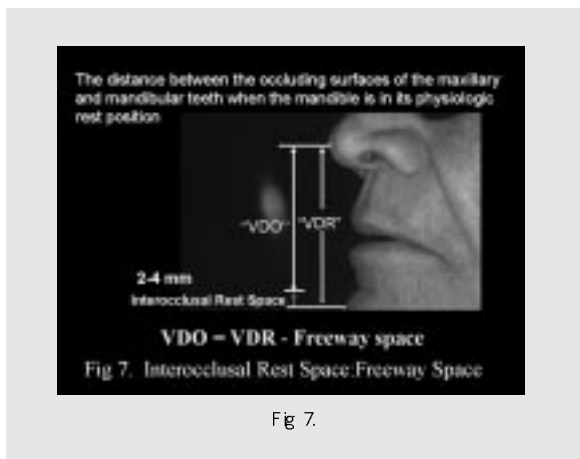 The distance between the occluding surfaces of the maxillary
and mandibular teeth when the mandible is in its physiologic
rest position
"VDO" "VDR"
2-4 mm
Interocclusal Rest Space
VDO = VDR - Freeway space
Fig 7. Interocclusal Rest Space:Freeway Space
Fig 7.